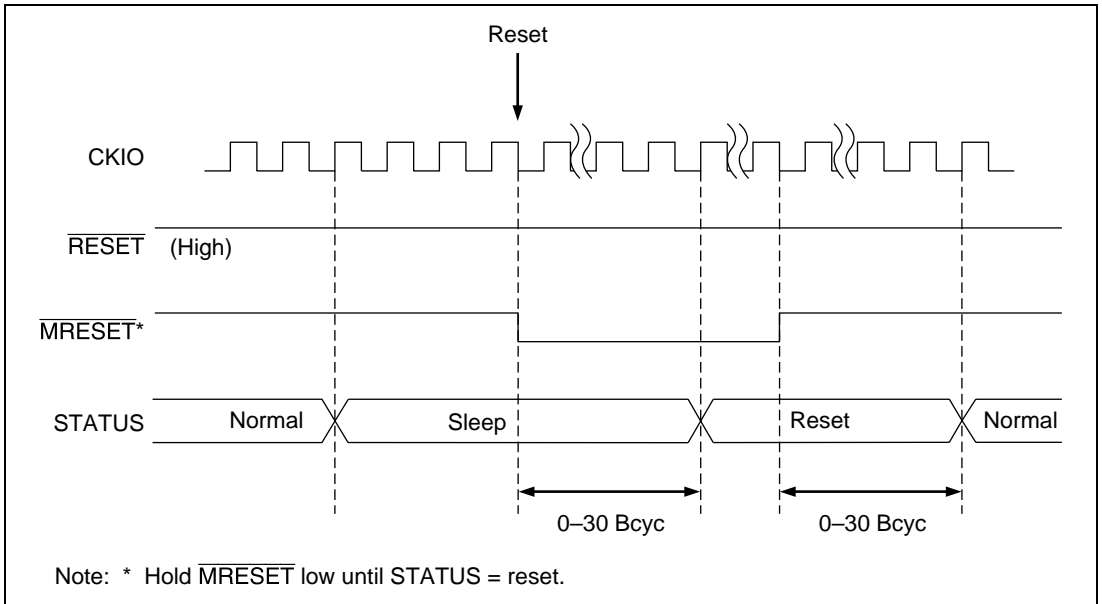 Reset
CKIO
RESET (High)
MRESET*
STATUS Normal Sleep Reset Normal
0–30 Bcyc 0–30 Bcyc
Note: * Hold MRESET low until STATUS = reset.